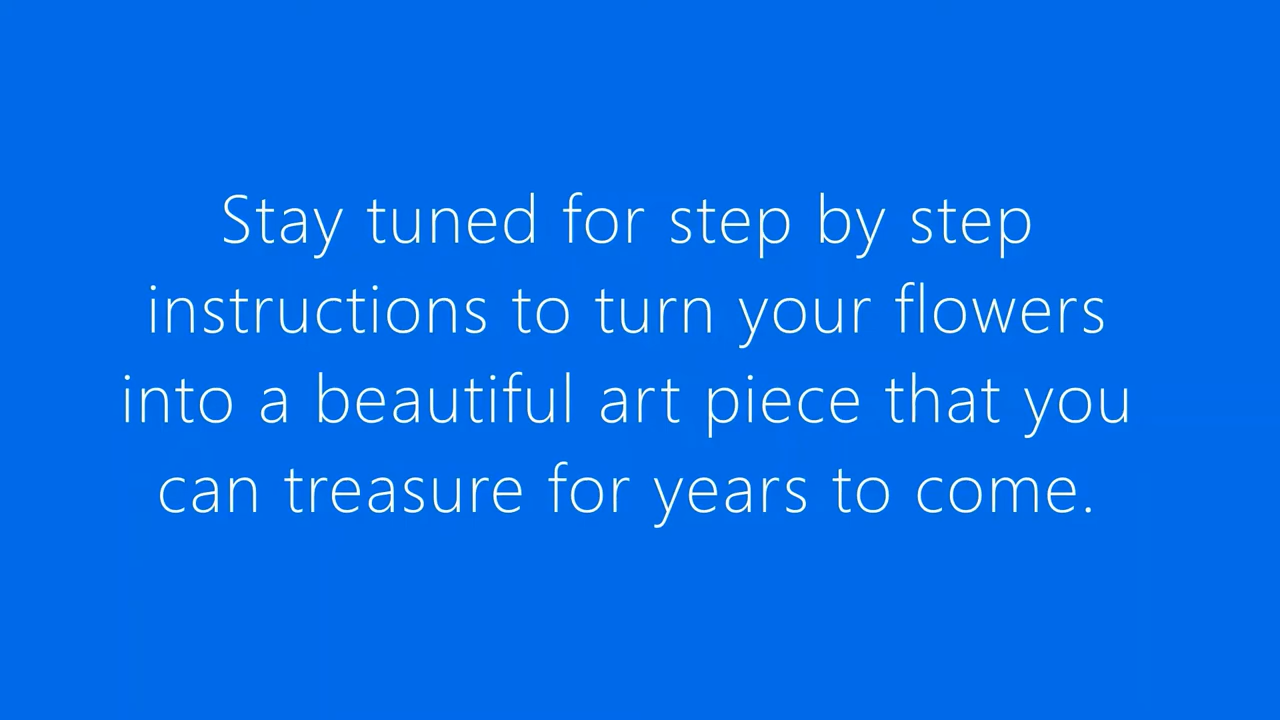 Stay tuned for step by step
instructions to turn your flowers
into a beautiful art piece that you
can treasure for years to come.